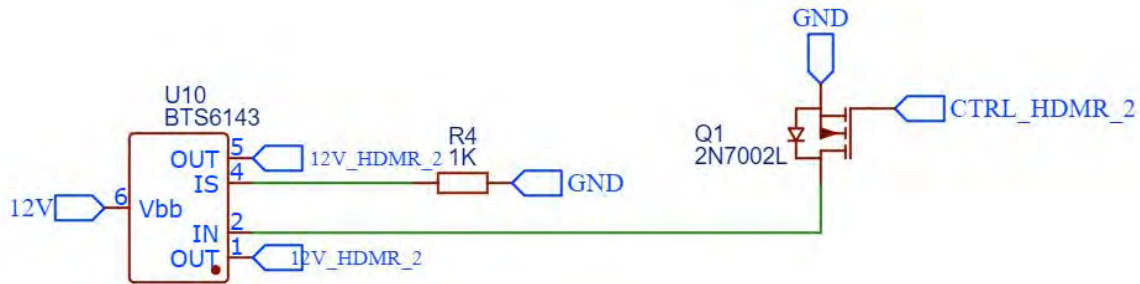 GND
U10
BTS6143
CTRL_HDMR_2
Q1
2N7002L
R4
1K
OUT 5 12V_HDMR_2
IS 4
GND
12V 6 Vbb
IN 2
OUT 1 12V_HDMR_2